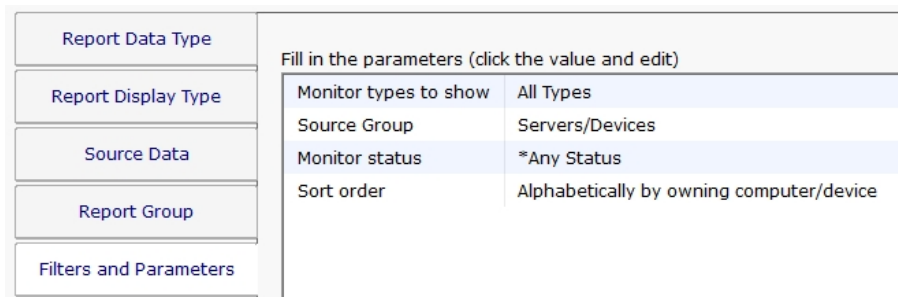 Report Data Type
Report Display Type
Source Data
Report Group
Filters and Parameters
Fill in the parameters (click the value and edit)
Monitor types to show All Types
Source Group Servers/Devices
Monitor status *Any Status
Sort order Alphabetically by owning computer/device